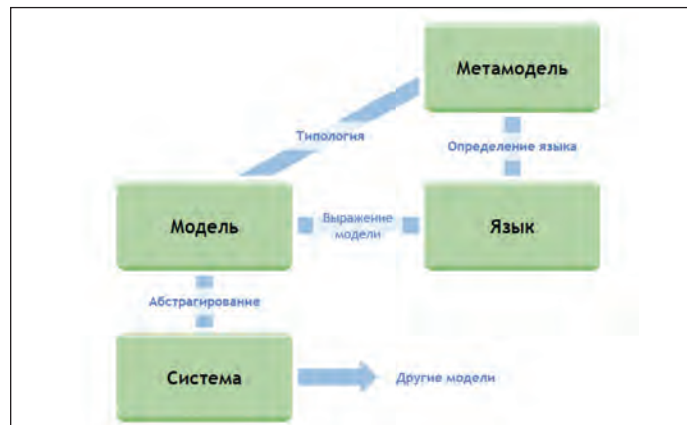 Метамодель
Типология
Определение языка
Модель
Выражение
модели
Язык
Абстрагирование
Система
Другие модели